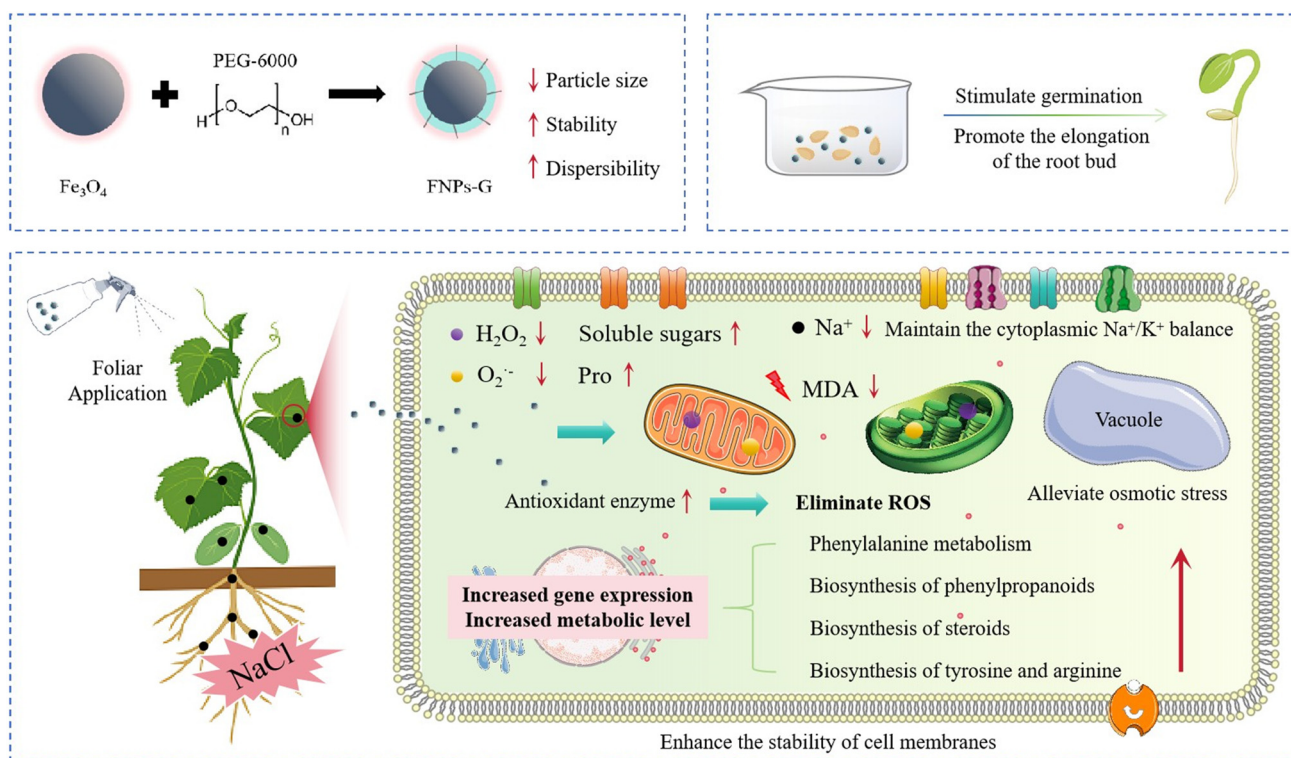 PEG-6000
H [ O ] n OH
Fe₃O₄
FNPs-G
↓ Particle size
↑ Stability
↑ Dispersibility
Stimulate germination
Promote the elongation
of the root bud
Foliar
Application
NaCl
H₂O₂ ↓ Soluble sugars ↑
Na⁺ ↓ Maintain the cytoplasmic Na⁺/K⁺ balance
O₂·- ↓ Pro ↑
MDA ↓
Vacuole
Alleviate osmotic stress
Antioxidant enzyme ↑
Eliminate ROS
Increased gene expression
Increased metabolic level
Phenylalanine metabolism
Biosynthesis of phenylpropanoids
Biosynthesis of steroids
Biosynthesis of tyrosine and arginine
Enhance the stability of cell membranes